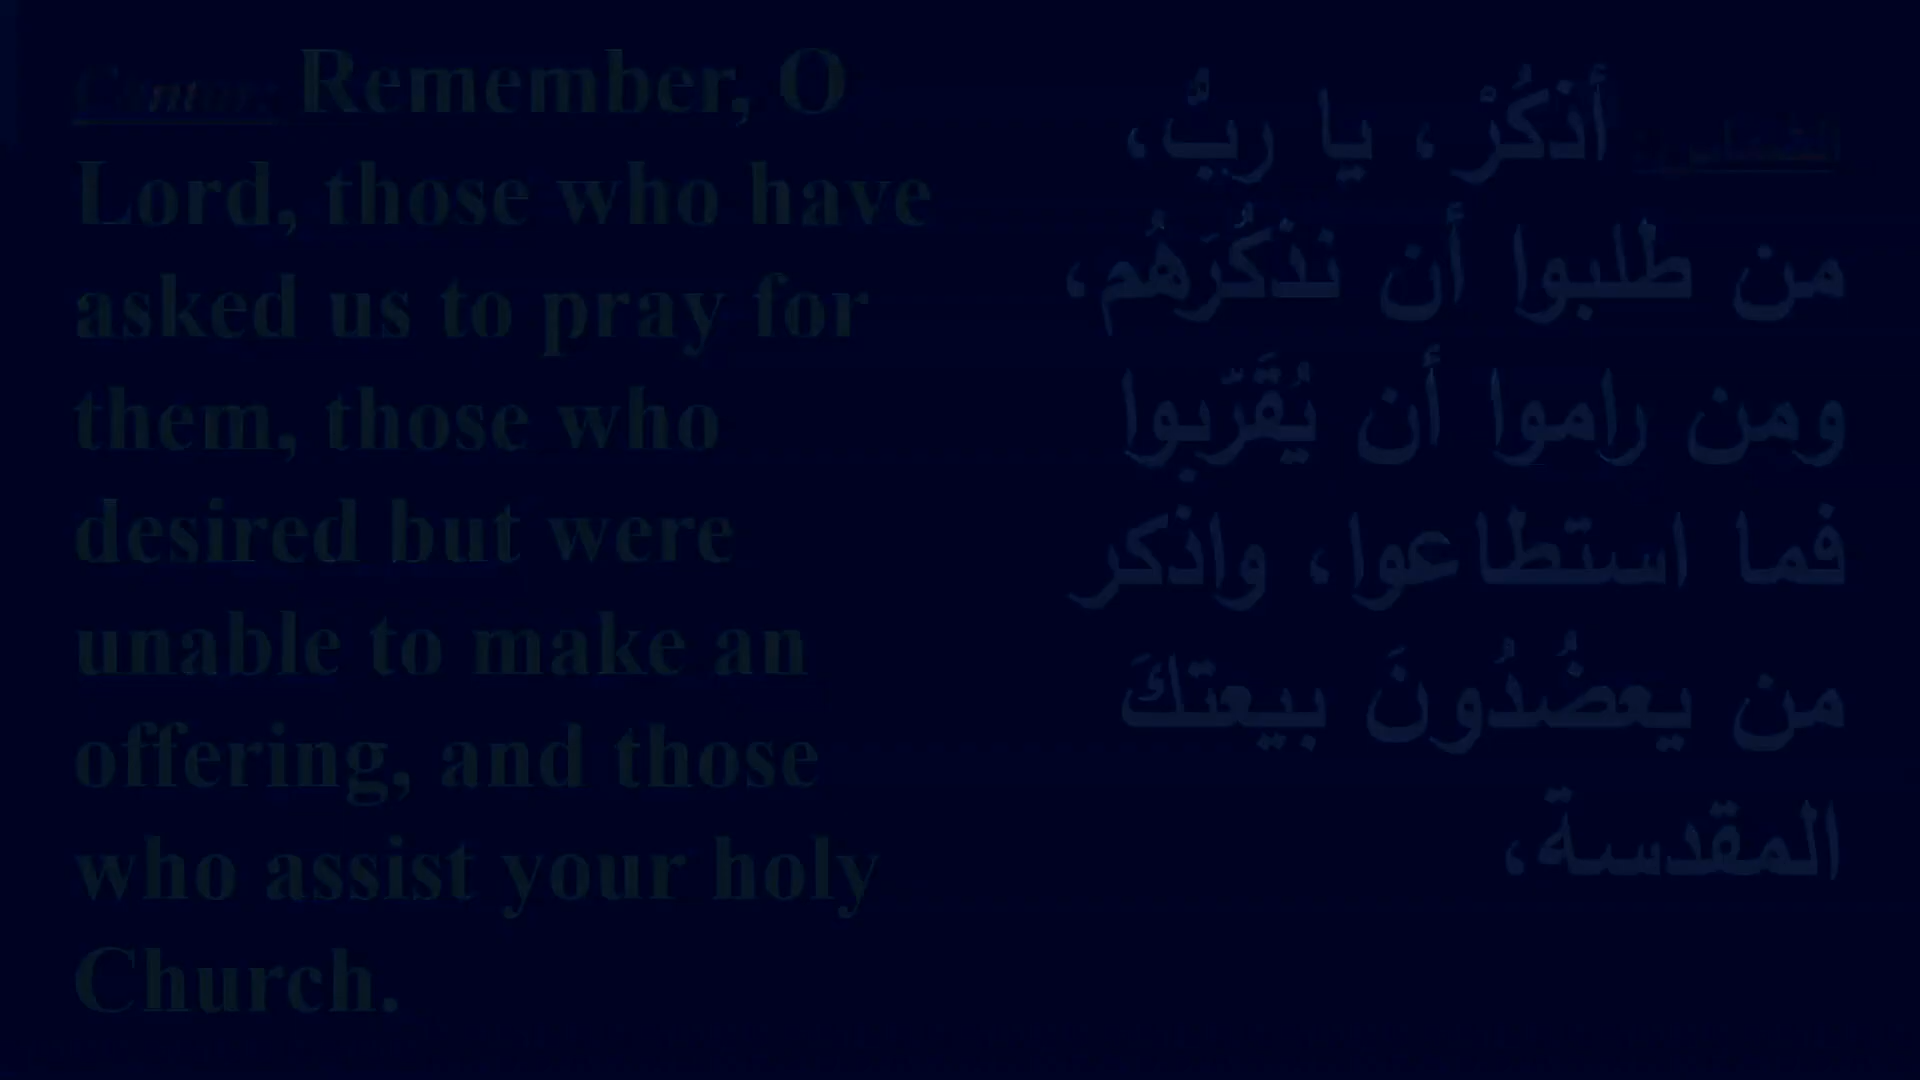 Cantor: Remember, O
Lord, those who have
asked us to pray for
them, those who
desired but were
unable to make an
offering, and those
who assist your holy
Church.
أذكُرْ، يا ربُّ،
من طلبوا أن نذكُرَهُم،
ومن راموا أن يُقَّرِبوا
فما استطاعوا، واذكر
من يعضُدُونَ بيعتكَ
المقدسة،